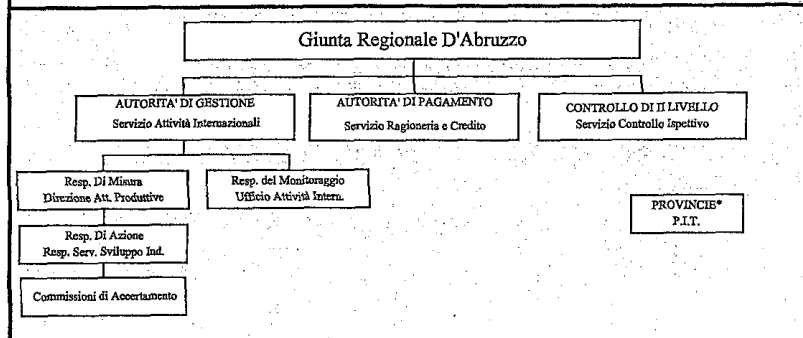 Giunta Regionale D'Abruzzo
AUTORITA' DI GESTIONE
Servizio Attività Internazionali
AUTORITA' DI PAGAMENTO
Servizio Ragioneria e Credito
CONTROLLO DI II LIVELLO
Servizio Controllo Ispettivo
Resp. Di Misura
Direzione Att. Produttive
Resp. del Monitoraggio
Ufficio Attività Intern.
PROVINCIE*
P.I.T.
Resp. Di Azione
Resp. Serv. Sviluppo Ind.
Commissioni di Accertamento